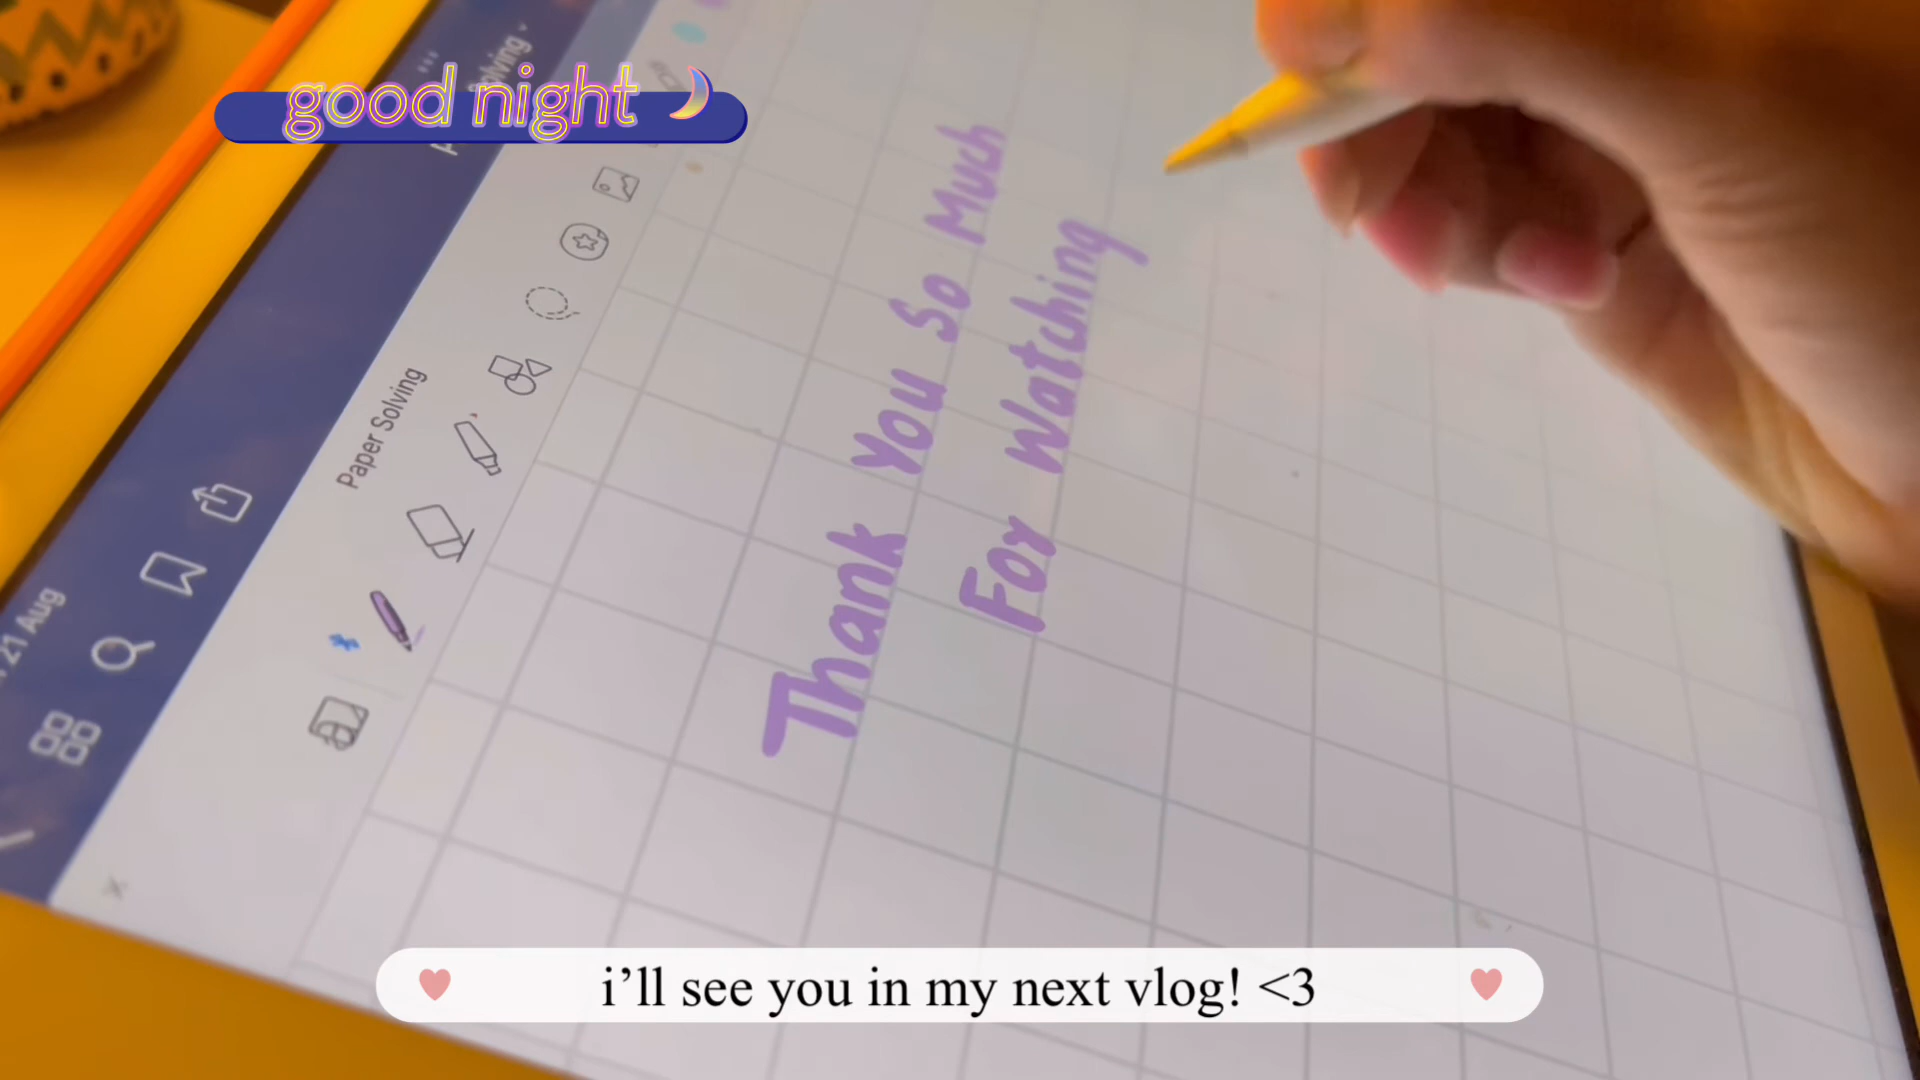 good night
Paper Solving
21 Aug
Thank You So Much
For Watching
i’ll see you in my next vlog! <3